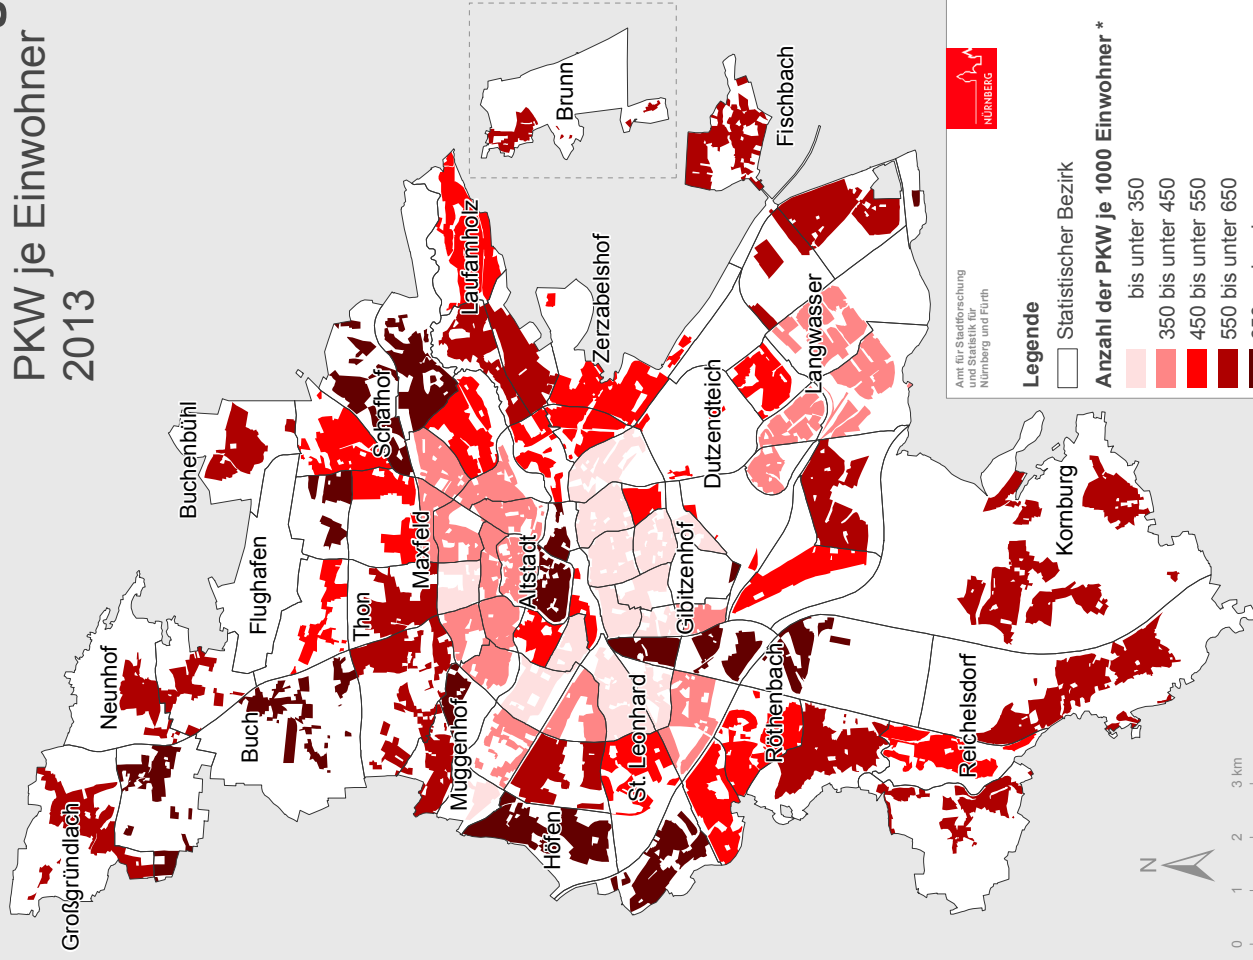 PKW je Einwohner
2013
Brunn
Fischbach
Laufamholz
Zerzabelshof
Schafhof
Buchenbühl
Langwasser
Dutzendteich
Flughafen
Maxfeld
Altstadt
Thon
Gibitzenhof
Kornburg
Neunhof
Buch
Muggenhof
St. Leonhard
Röthenbach
Reichelsdorf
Großgründlach
Höfen
NÜRNBERG
Amt für Stadtforschung
und Statistik für
Nürnberg und Fürth
Legende
Statistischer Bezirk
Anzahl der PKW je 1000 Einwohner *
bis unter 350
350 bis unter 450
450 bis unter 550
550 bis unter 650
N
0 1 2 3 km